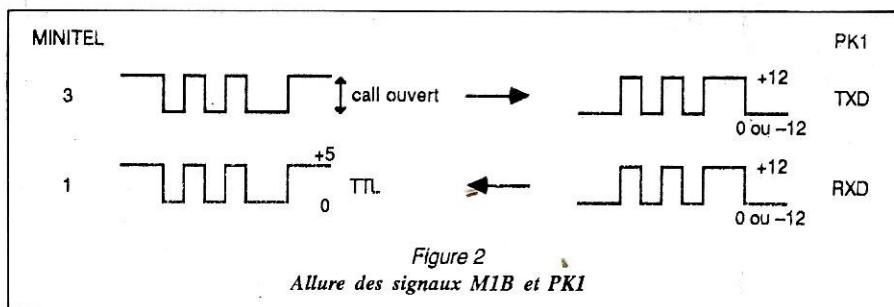 MINITEL PK1
3 call ouvert +12 TXD
0 ou –12
1 +5 TTL +12 RXD
0 0 ou –12
Figure 2
Allure des signaux M1B et PK1